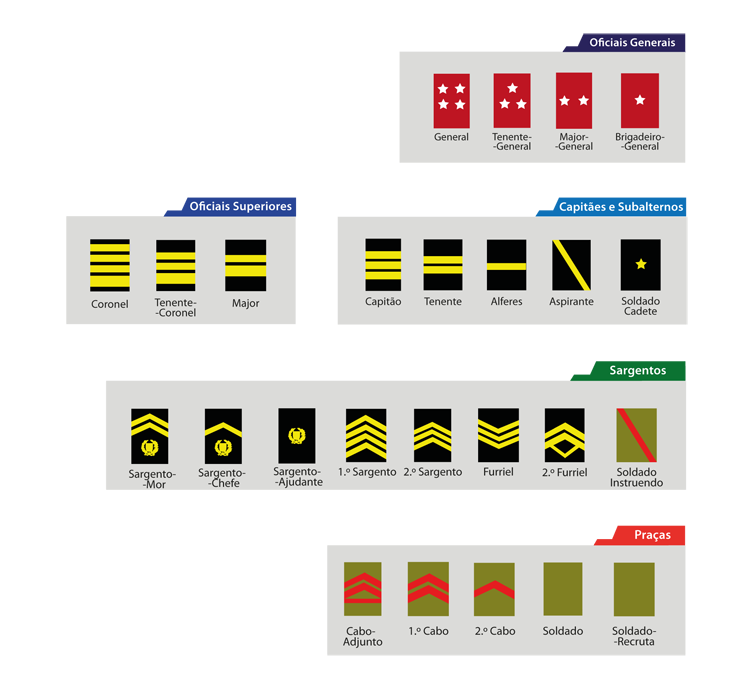 Oficiais Generais
General
Tenente-
-General
Major-
-General
Brigadeiro-
-General
Oficiais Superiores
Coronel
Tenente-
-Coronel
Major
Capitães e Subalternos
Capitão
Tenente
Alferes
Aspirante
Soldado
Cadete
Sargentos
Sargento-
-Mor
Sargento-
-Chefe
Sargento-
-Ajudante
1.º Sargento
2.º Sargento
Furriel
2.º Furriel
Soldado
Instruendo
Praças
Cabo-
Adjunto
1.º Cabo
2.º Cabo
Soldado
Soldado-
-Recruta